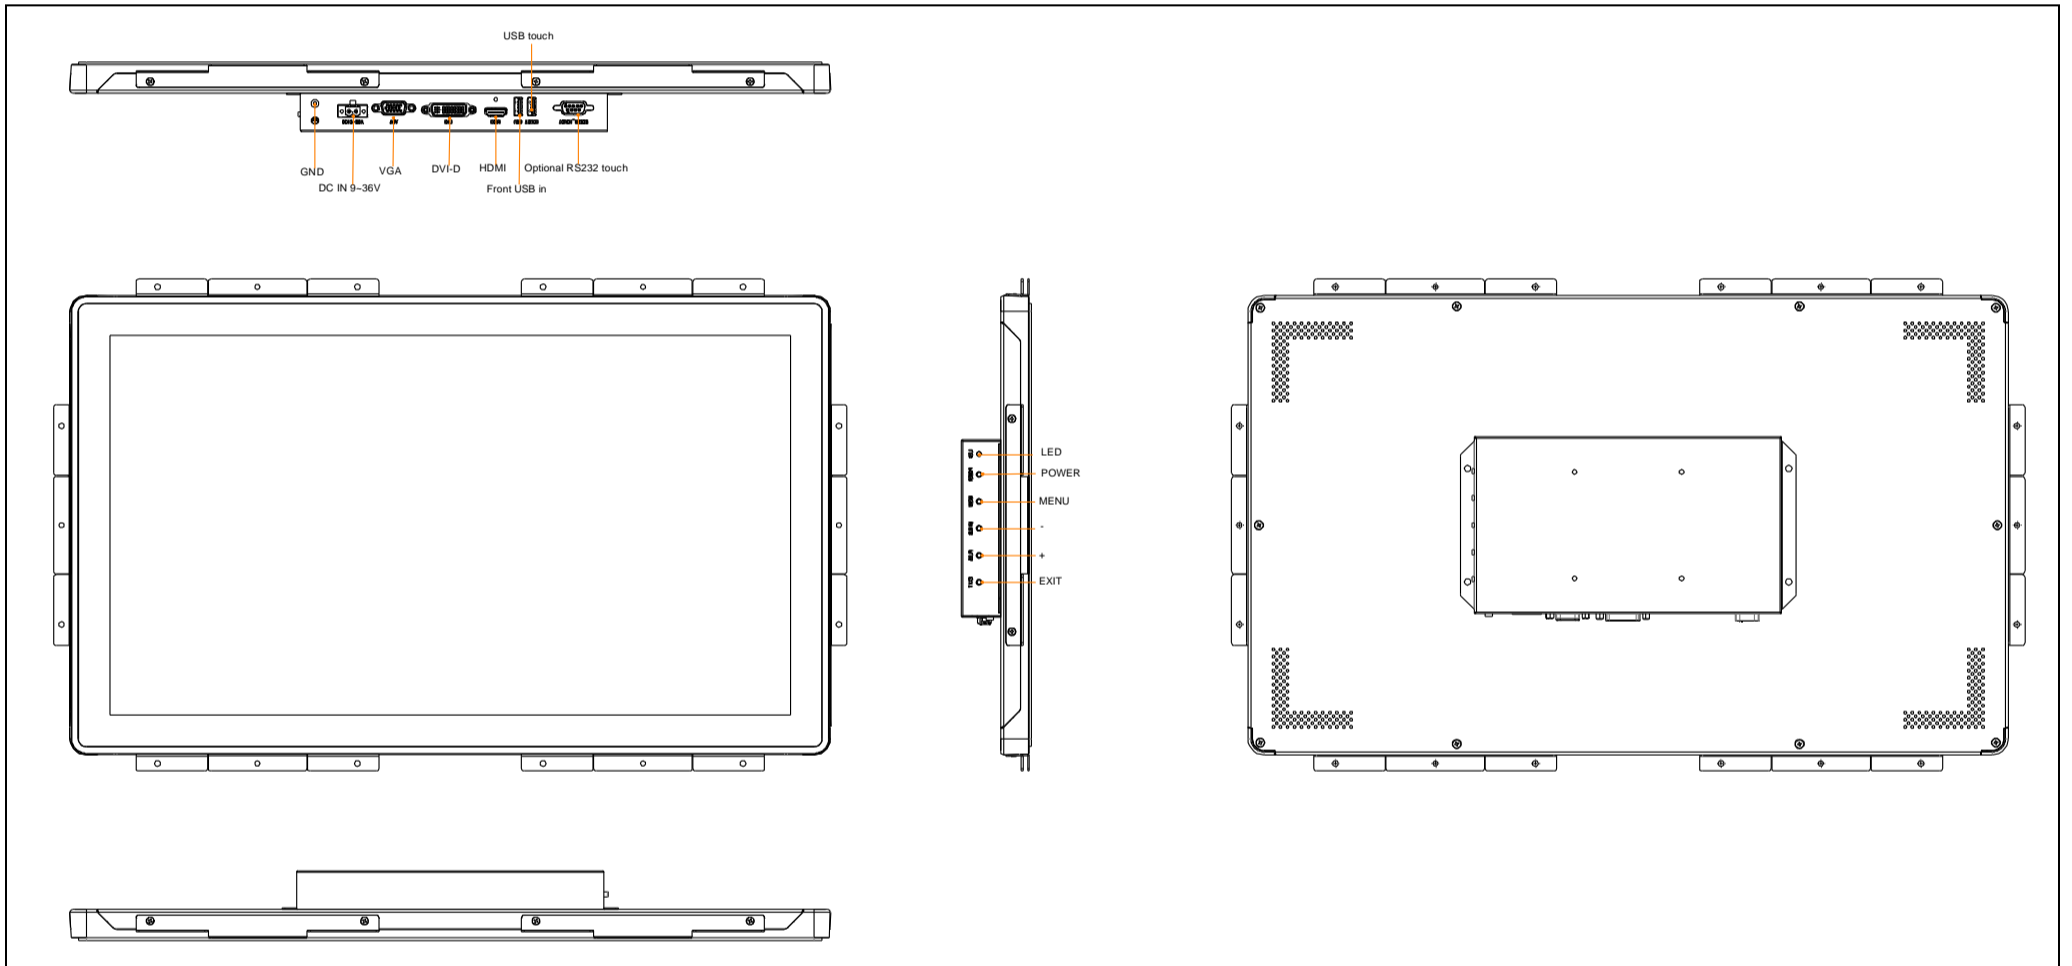 USB touch
GND
VGA
DVI-D
HDMI
Optional RS232 touch
DC IN 9~36V
Front USB in
LED
POWER
MENU
-
+
EXIT